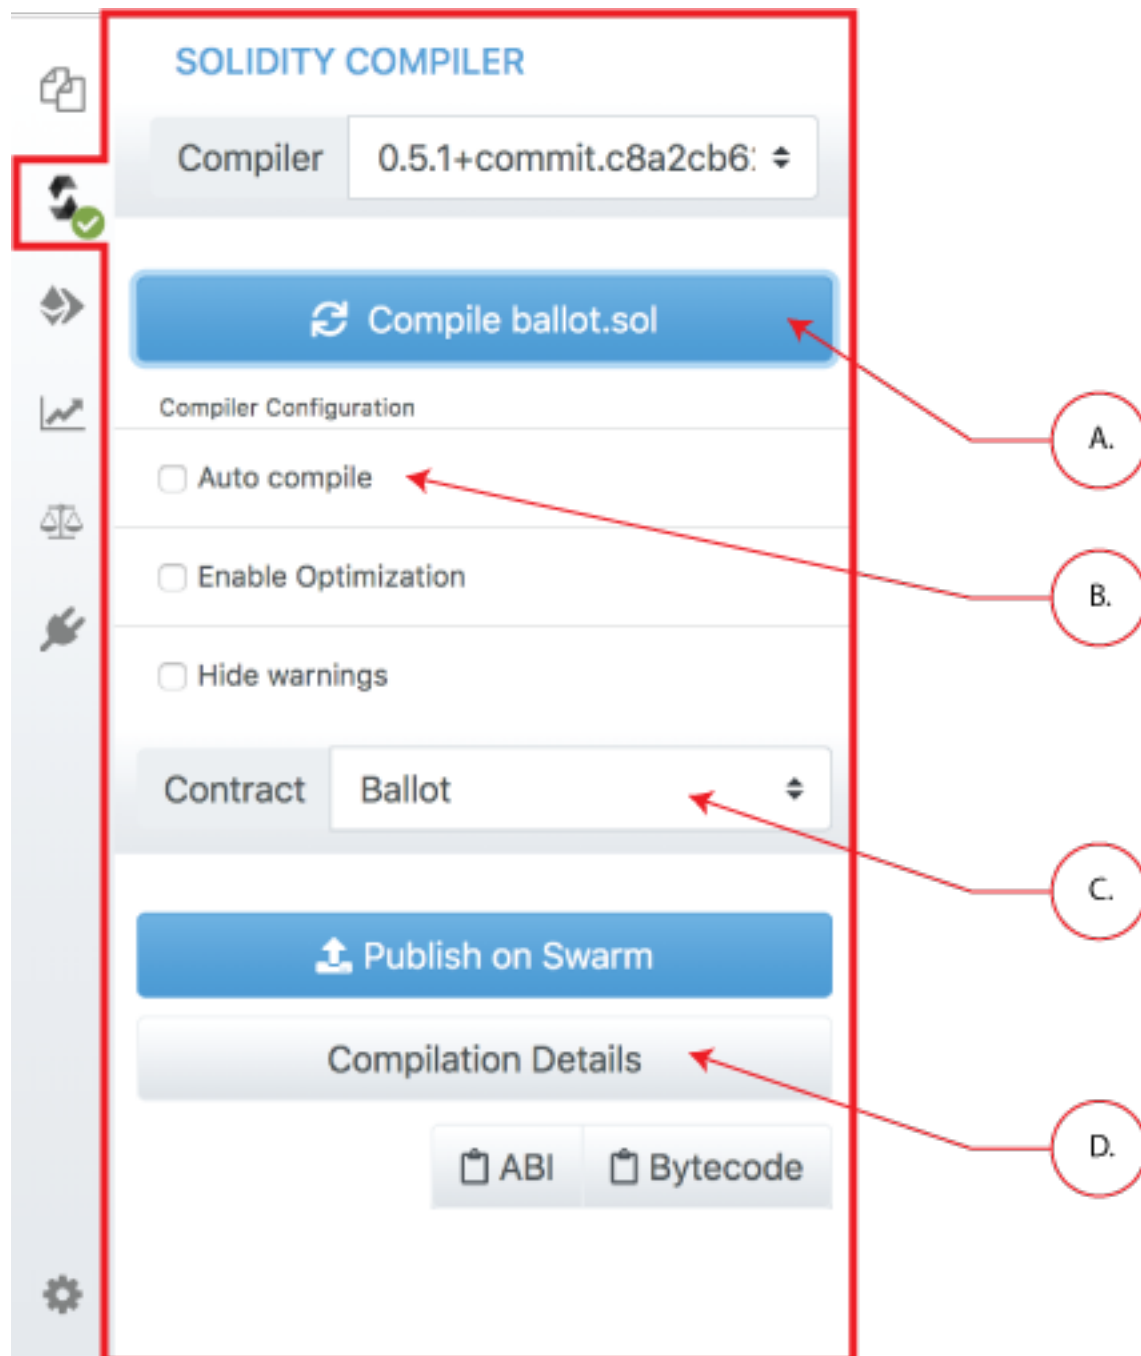 SOLIDITY COMPILER
Compiler 0.5.1+commit.c8a2cb6
Compile ballot.sol
A.
Compiler Configuration
Auto compile
B.
Enable Optimization
Hide warnings
Contract Ballot
C.
Publish on Swarm
Compilation Details
D.
ABI Bytecode